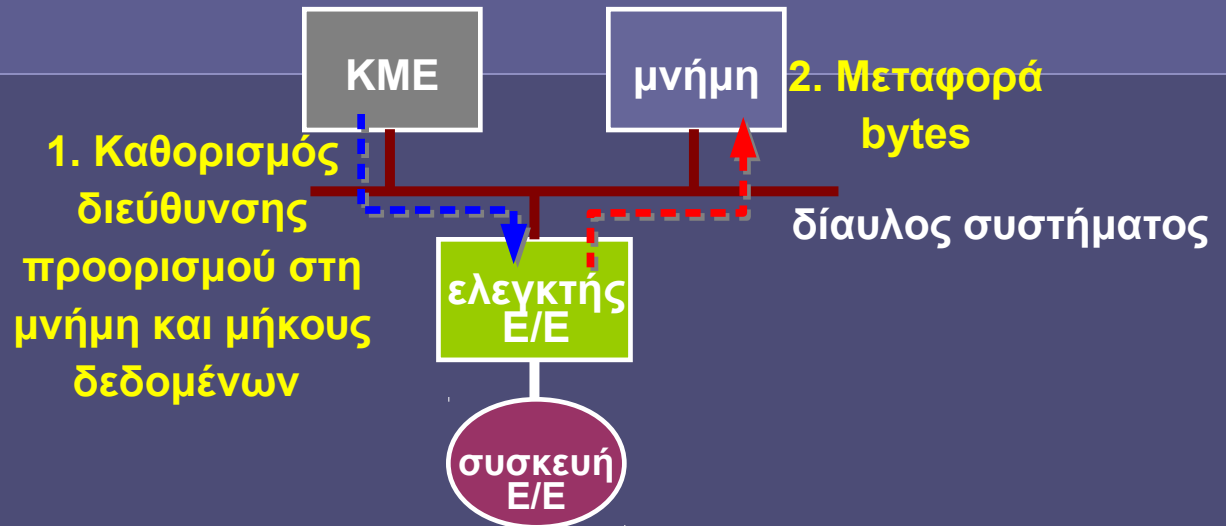 ΚΜΕ
μνήμη
1. Καθορισμός
διεύθυνσης
προορισμού στη
μνήμη και μήκους
δεδομένων
2. Μεταφορά
bytes
δίαυλος συστήματος
ελεγκτής
Ε/Ε
συσκευή
Ε/Ε